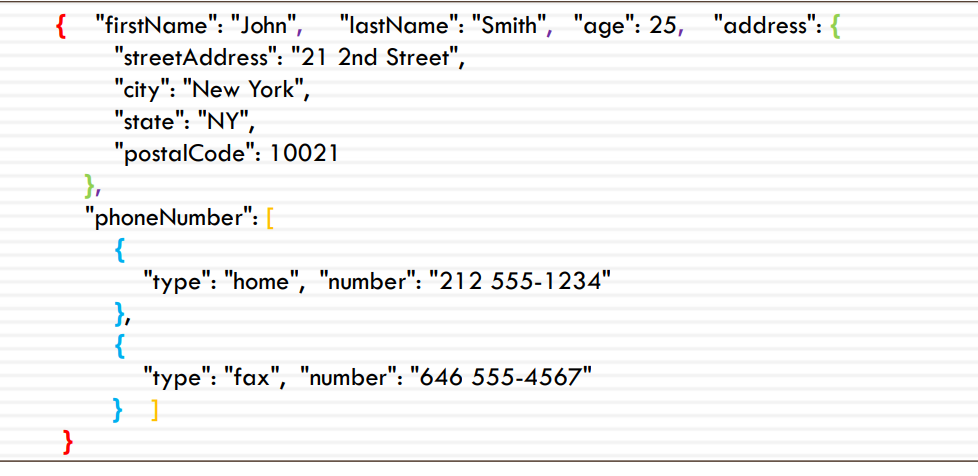 { "firstName": "John", "lastName": "Smith", "age": 25, "address": {
"streetAddress": "21 2nd Street",
"city": "New York",
"state": "NY",
"postalCode": 10021
},
"phoneNumber": [
{
"type": "home", "number": "212 555-1234"
},
{
"type": "fax", "number": "646 555-4567"
} ]
}